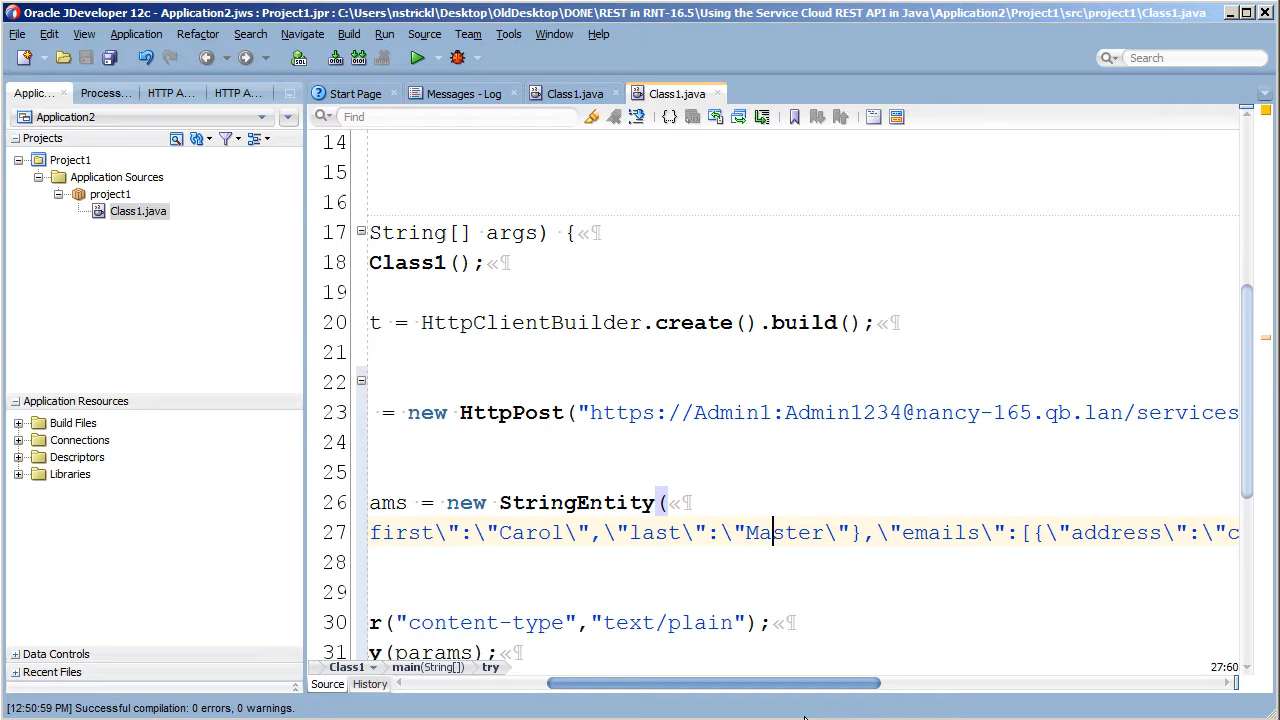 Oracle JDeveloper 12c - Application2.jws : Project1.jpr : C:\Users\nstrickl\Desktop\OldDesktop\DONE\REST in RNT-16.5\Using the Service Cloud REST API in Java\Application2\Project1\src\project1\Class1.java
File Edit View Application Refactor Search Navigate Build Run Source Team Tools Window Help
Search
Applic... Process... HTTP A... HTTP A... Start Page Messages - Log Class1.java Class1.java
Application2
Find
Projects
Project1
Application Sources
project1
Class1.java
Application Resources
Build Files
Connections
Descriptors
Libraries
Data Controls
Recent Files
14
15
16
17 String[] args) {«¶
18 Class1();«¶
19
20 t = HttpClientBuilder.create().build();«¶
21
22
23 = new HttpPost("https://Admin1:Admin1234@nancy-165.qb.lan/services
24
25
26 ams = new StringEntity(«¶
27 first\":\"Carol\",\"last\":\"Master\"},\"emails\":[{\"address\":\"c
28
29
30 r("content-type","text/plain");«¶
31 y(params);«¶
Class1 main(String[]) try
27:60
Source History
[12:50:59 PM] Successful compilation: 0 errors, 0 warnings.